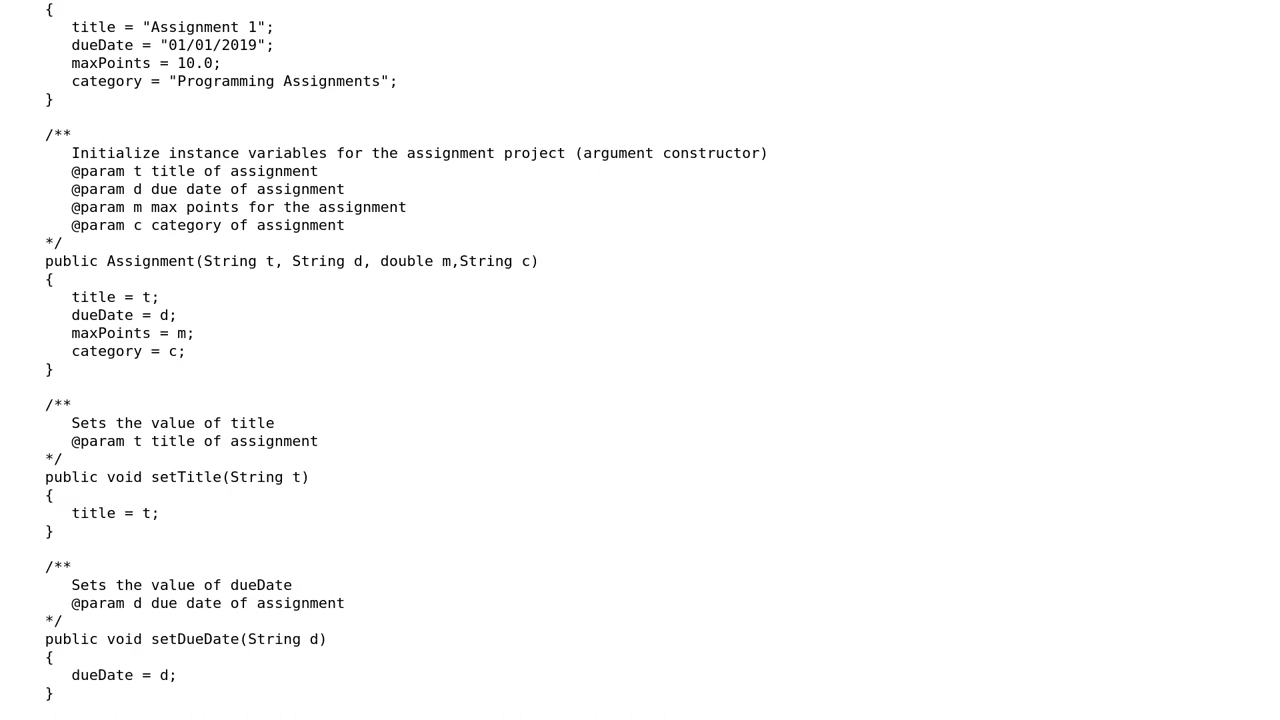 {
   title = "Assignment 1";
   dueDate = "01/01/2019";
   maxPoints = 10.0;
   category = "Programming Assignments";
}

/**
   Initialize instance variables for the assignment project (argument constructor)
   @param t title of assignment
   @param d due date of assignment
   @param m max points for the assignment
   @param c category of assignment
*/
public Assignment(String t, String d, double m,String c)
{
   title = t;
   dueDate = d;
   maxPoints = m;
   category = c;
}

/**
   Sets the value of title
   @param t title of assignment
*/
public void setTitle(String t)
{
   title = t;
}

/**
   Sets the value of dueDate
   @param d due date of assignment
*/
public void setDueDate(String d)
{
   dueDate = d;
}